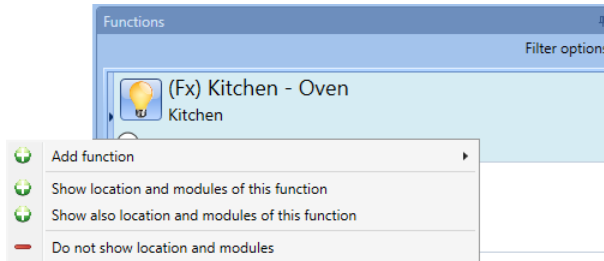 Functions
Filter options
(Fx) Kitchen - Oven
Kitchen
Add function
Show location and modules of this function
Show also location and modules of this function
Do not show location and modules